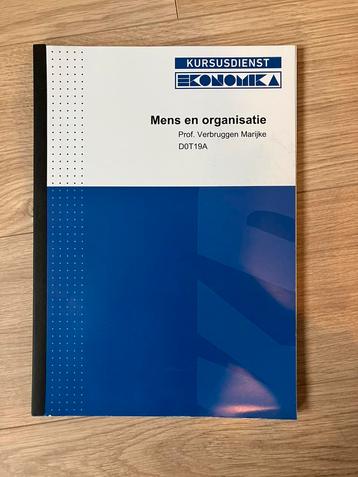 KURSUSDIENST
EKONOMIKA
Mens en organisatie
Prof. Verbruggen Marijke
D0T19A